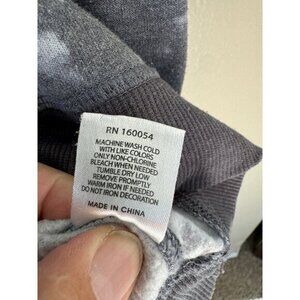 RN 160054
MACHINE WASH COLD
WITH LIKE COLORS
ONLY NON-CHLORINE
BLEACH WHEN NEEDED
TUMBLE DRY LOW
REMOVE PROMPTLY
WARM IRON IF NEEDED
DO NOT IRON DECORATION
MADE IN CHINA